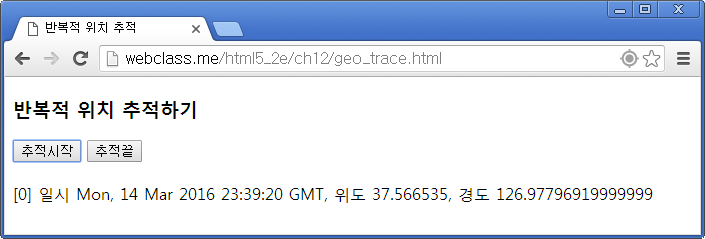 반복적 위치 추적
webclass.me/html5_2e/ch12/geo_trace.html
반복적 위치 추적하기
추적시작 추적끝
[0] 일시 Mon, 14 Mar 2016 23:39:20 GMT, 위도 37.566535, 경도 126.97796919999999